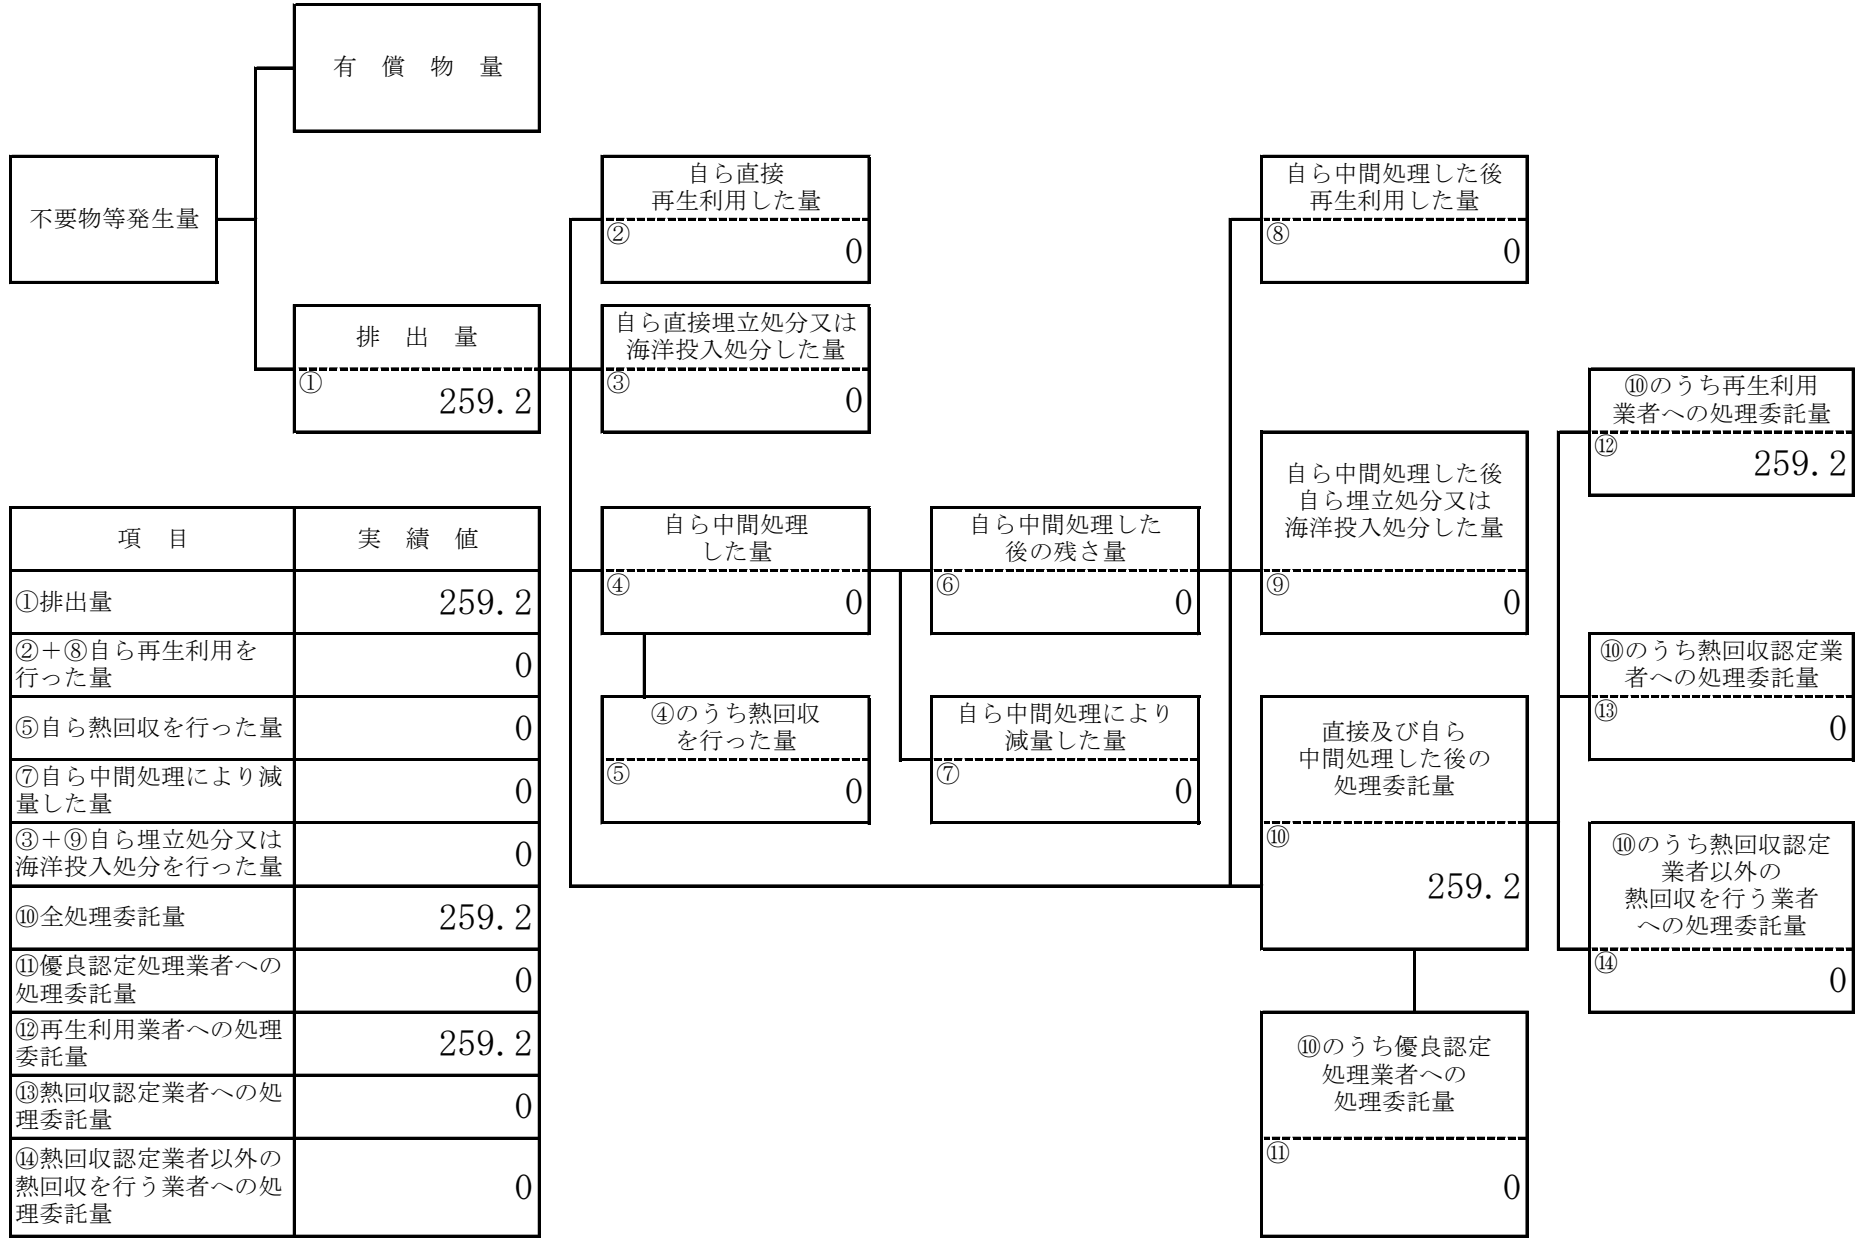 有 償 物 量
不要物等発生量
排 出 量
①
259.2
自ら直接
再生利用した量
②
0
自ら直接埋立処分又は
海洋投入処分した量
③
0
自ら中間処理
した量
④
0
④のうち熱回収
を行った量
⑤
0
自ら中間処理した
後の残さ量
⑥
0
自ら中間処理により
減量した量
⑦
0
自ら中間処理した後
再生利用した量
⑧
0
自ら中間処理した後
自ら埋立処分又は
海洋投入処分した量
⑨
0
直接及び自ら
中間処理した後の
処理委託量
⑩
259.2
⑩のうち優良認定
処理業者への
処理委託量
⑪
0
⑩のうち再生利用
業者への処理委託量
⑫
259.2
⑩のうち熱回収認定業
者への処理委託量
⑬
0
⑩のうち熱回収認定
業者以外の
熱回収を行う業者
への処理委託量
⑭
0
項 目 実 績 値
①排出量 259.2
②+⑧自ら再生利用を
行った量 0
⑤自ら熱回収を行った量 0
⑦自ら中間処理により減
量した量 0
③+⑨自ら埋立処分又は
海洋投入処分を行った量 0
⑩全処理委託量 259.2
⑪優良認定処理業者への
処理委託量 0
⑫再生利用業者への処理
委託量 259.2
⑬熱回収認定業者への処
理委託量 0
⑭熱回収認定業者以外の
熱回収を行う業者への処
理委託量 0